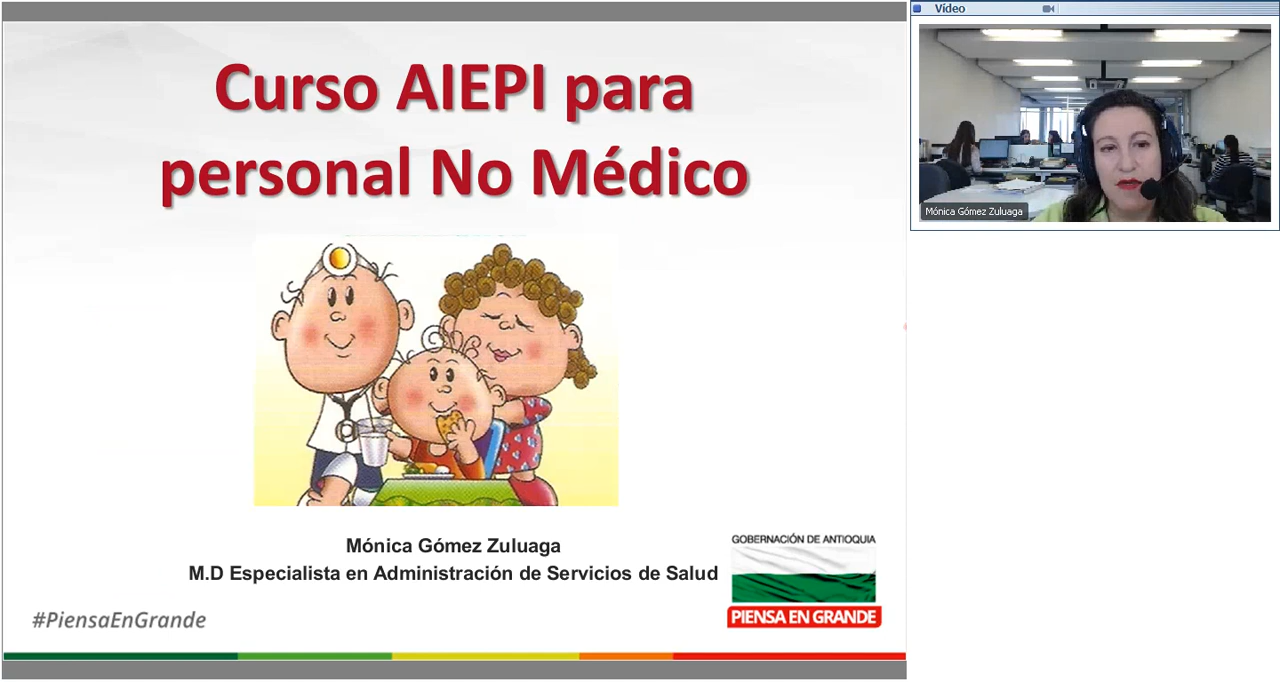 Curso AIEPI para
personal No Médico
Mónica Gómez Zuluaga
M.D Especialista en Administración de Servicios de Salud
GOBERNACIÓN DE ANTIOQUIA
PIENSA EN GRANDE
#PiensaEnGrande
Vídeo
Mónica Gómez Zuluaga